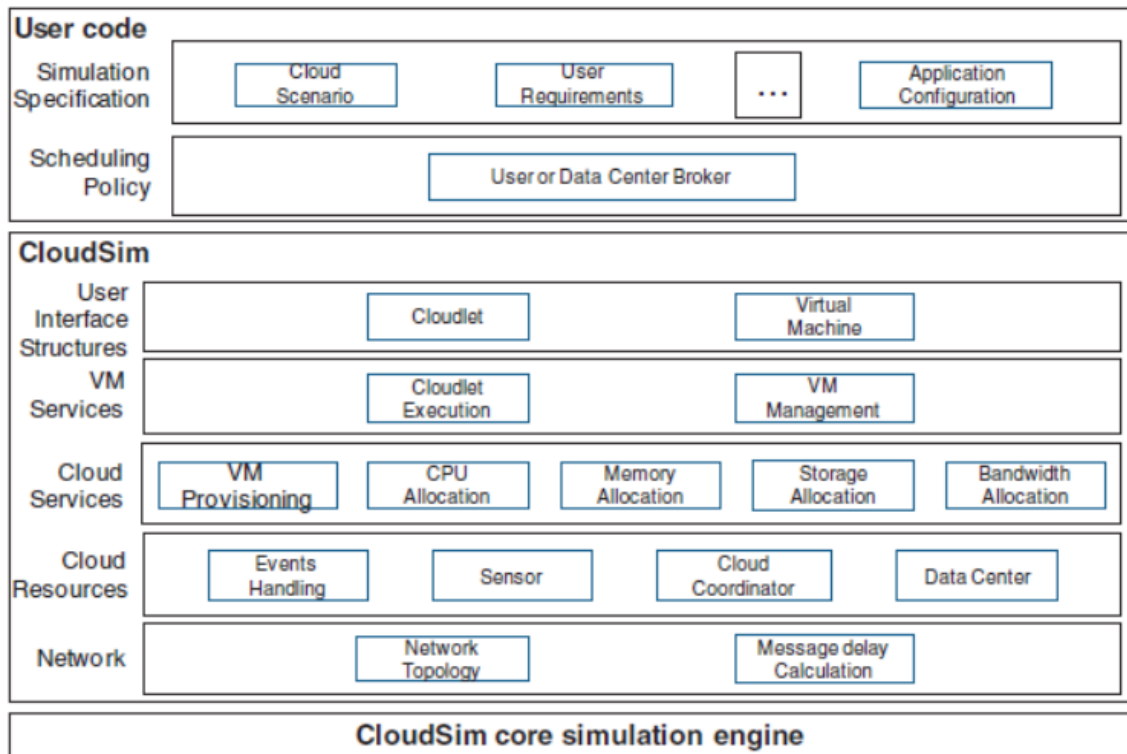 User code
Simulation
Specification
Cloud
Scenario
User
Requirements
...
Application
Configuration
Scheduling
Policy
User or Data Center Broker
CloudSim
User
Interface
Structures
Cloudlet
Virtual
Machine
VM
Services
Cloudlet
Execution
VM
Management
Cloud
Services
VM
Provisioning
CPU
Allocation
Memory
Allocation
Storage
Allocation
Bandwidth
Allocation
Cloud
Resources
Events
Handling
Sensor
Cloud
Coordinator
Data Center
Network
Network
Topology
Message delay
Calculation
CloudSim core simulation engine